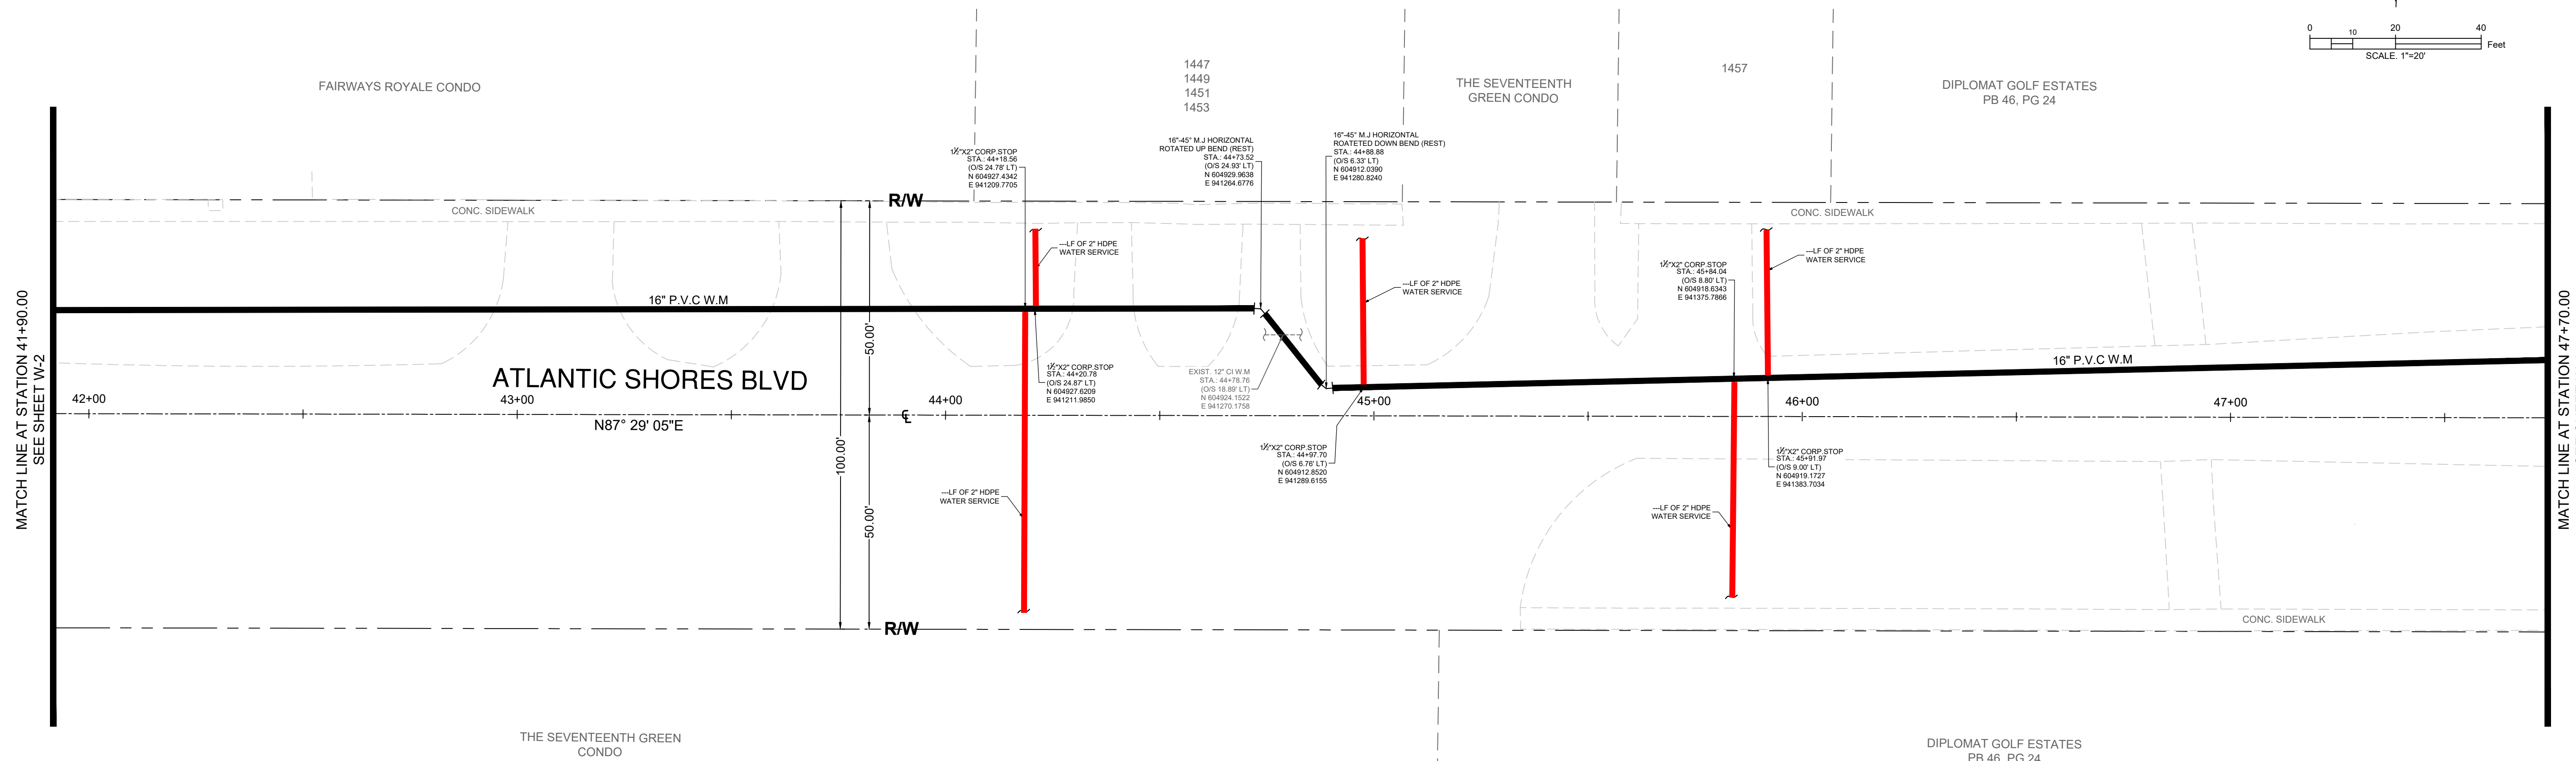 0 10 20 40
Feet
SCALE. 1"=20'
FAIRWAYS ROYALE CONDO
1447
1449
1451
1453
THE SEVENTEENTH
GREEN CONDO
1457
DIPLOMAT GOLF ESTATES
PB 46, PG 24
1½"X2" CORP.STOP
STA.: 44+18.56
(O/S 24.78' LT)
N 604927.4342
E 941209.7705
16"-45° M.J HORIZONTAL
ROTATED UP BEND (REST)
STA.: 44+73.52
(O/S 24.93' LT)
N 604929.9638
E 941264.6776
16"-45° M.J HORIZONTAL
ROATETED DOWN BEND (REST)
STA.: 44+88.88
(O/S 6.33' LT)
N 604912.0390
E 941280.8240
R/W
CONC. SIDEWALK
CONC. SIDEWALK
---LF OF 2" HDPE
WATER SERVICE
---LF OF 2" HDPE
WATER SERVICE
1½"X2" CORP.STOP
STA.: 45+84.04
(O/S 8.80' LT)
N 604918.6343
E 941375.7866
---LF OF 2" HDPE
WATER SERVICE
MATCH LINE AT STATION 41+90.00
SEE SHEET W-2
16" P.V.C W.M
50.00'
16" P.V.C W.M
ATLANTIC SHORES BLVD
1½"X2" CORP.STOP
STA.: 44+20.78
(O/S 24.87' LT)
N 604927.6209
E 941211.9850
EXIST. 12" CI W.M
STA.: 44+78.76
(O/S 18.89' LT)
N 604924.1522
E 941270.1758
42+00
43+00
44+00
45+00
46+00
47+00
N87° 29' 05"E
100.00'
1½"X2" CORP.STOP
STA.: 44+97.70
(O/S 6.76' LT)
N 604912.8520
E 941289.6155
1½"X2" CORP.STOP
STA.: 45+91.97
(O/S 9.00' LT)
N 604919.1727
E 941383.7034
---LF OF 2" HDPE
WATER SERVICE
50.00'
---LF OF 2" HDPE
WATER SERVICE
MATCH LINE AT STATION 47+70.00
R/W
CONC. SIDEWALK
THE SEVENTEENTH GREEN
CONDO
DIPLOMAT GOLF ESTATES
PB 46, PG 24